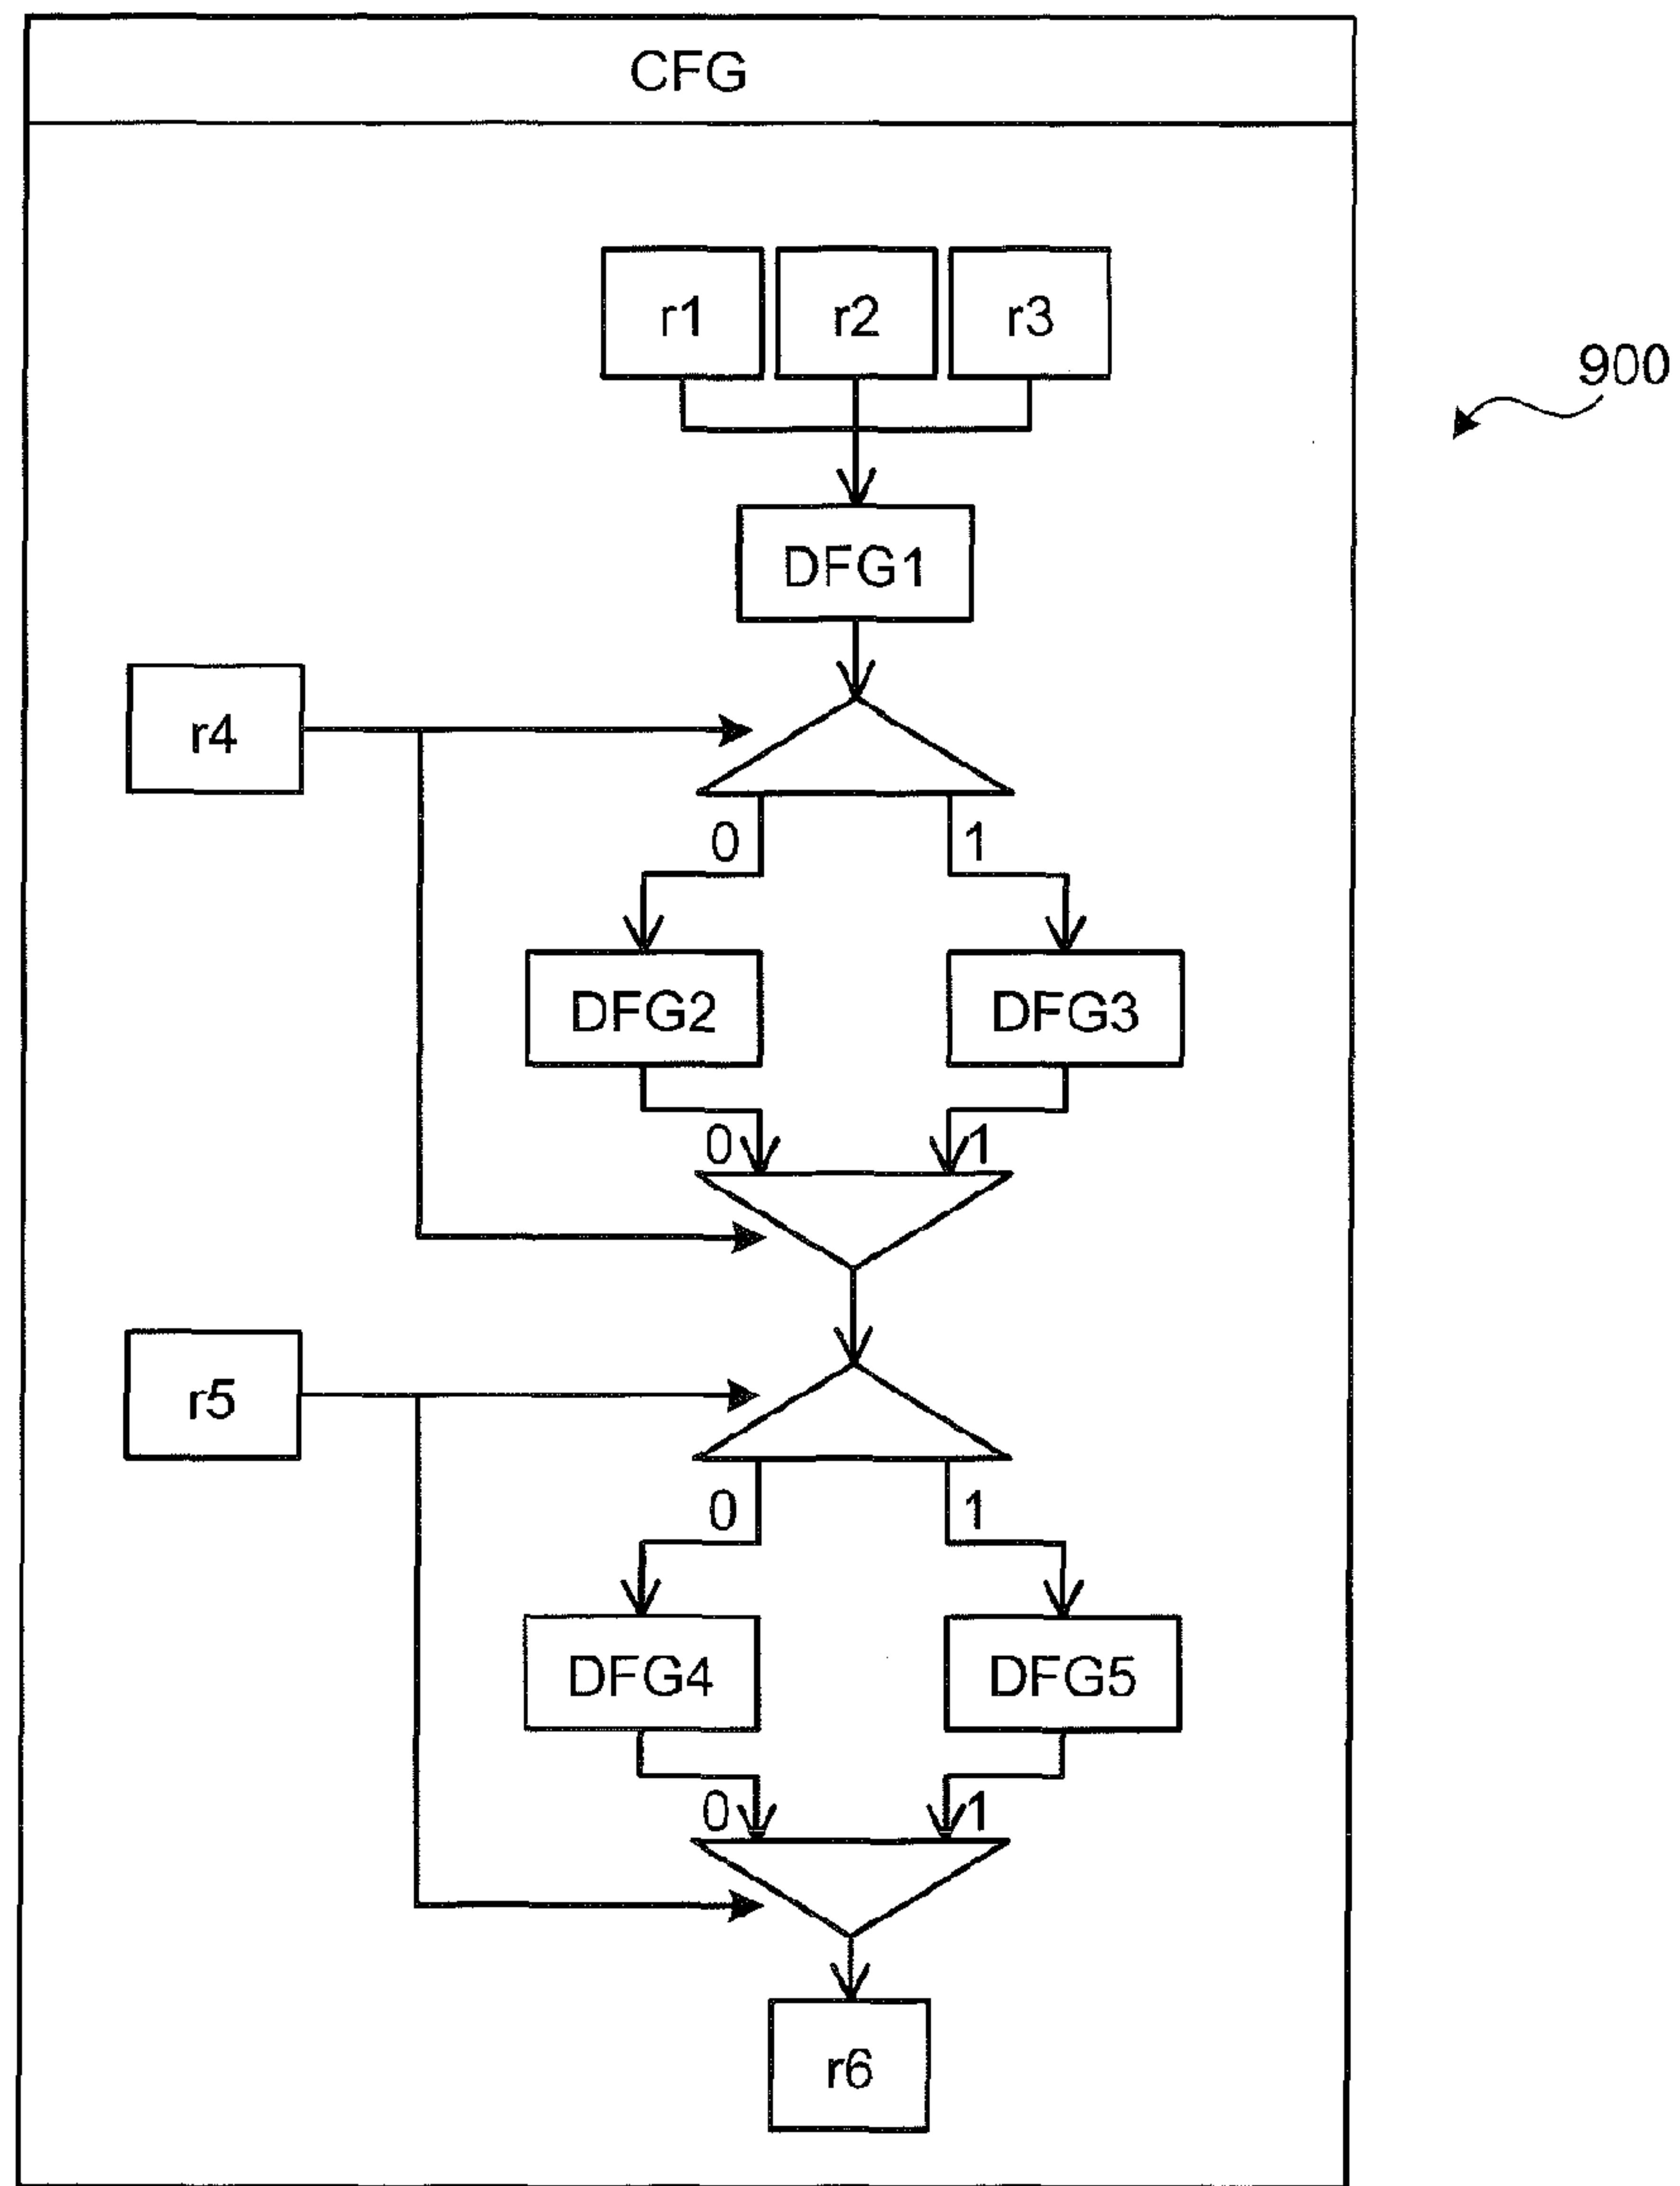 CFG
r1 r2 r3
900
DFG1
r4
0 1
DFG2 DFG3
0 1
r5
0 1
DFG4 DFG5
0 1
r6